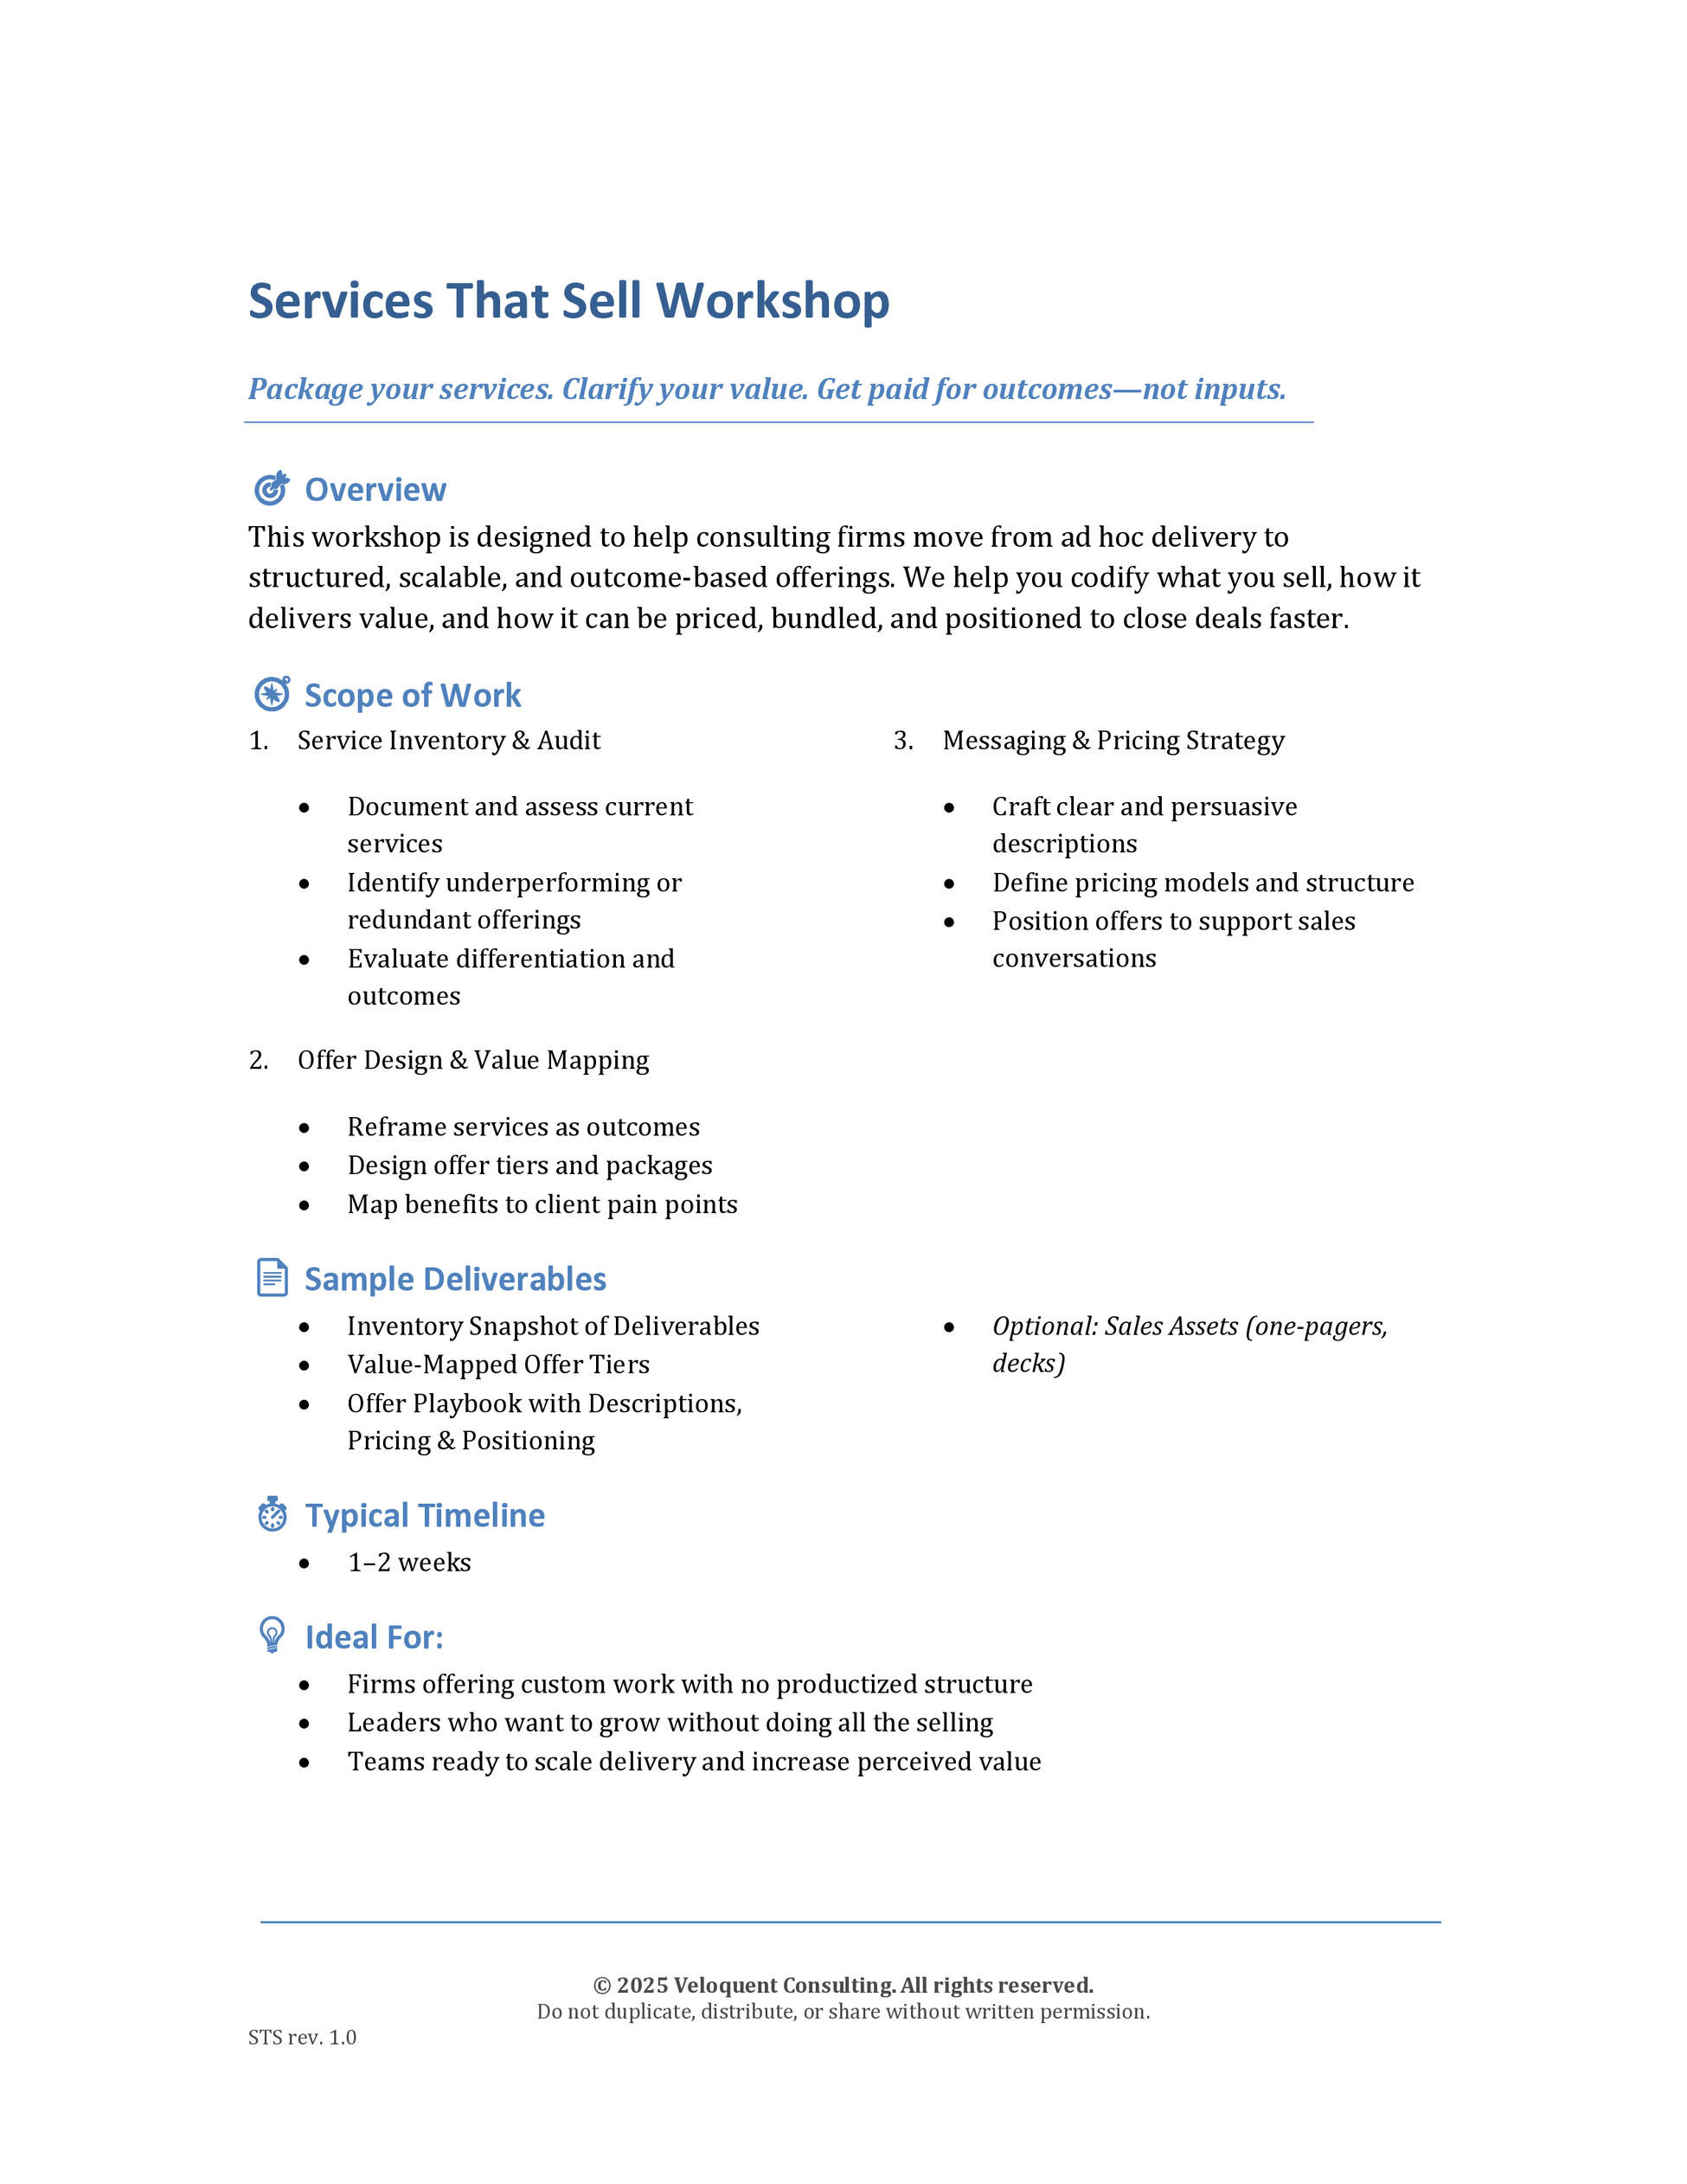 Services That Sell Workshop
Package your services. Clarify your value. Get paid for outcomes—not inputs.
Overview
This workshop is designed to help consulting firms move from ad hoc delivery to
structured, scalable, and outcome-based offerings. We help you codify what you sell, how it
delivers value, and how it can be priced, bundled, and positioned to close deals faster.
Scope of Work
1. Service Inventory & Audit
• Document and assess current
services
• Identify underperforming or
redundant offerings
• Evaluate differentiation and
outcomes
2. Offer Design & Value Mapping
• Reframe services as outcomes
• Design offer tiers and packages
• Map benefits to client pain points
3. Messaging & Pricing Strategy
• Craft clear and persuasive
descriptions
• Define pricing models and structure
• Position offers to support sales
conversations
Sample Deliverables
• Inventory Snapshot of Deliverables
• Value-Mapped Offer Tiers
• Offer Playbook with Descriptions,
Pricing & Positioning
• Optional: Sales Assets (one-pagers,
decks)
Typical Timeline
• 1–2 weeks
Ideal For:
• Firms offering custom work with no productized structure
• Leaders who want to grow without doing all the selling
• Teams ready to scale delivery and increase perceived value
© 2025 Veloquent Consulting. All rights reserved.
Do not duplicate, distribute, or share without written permission.
STS rev. 1.0